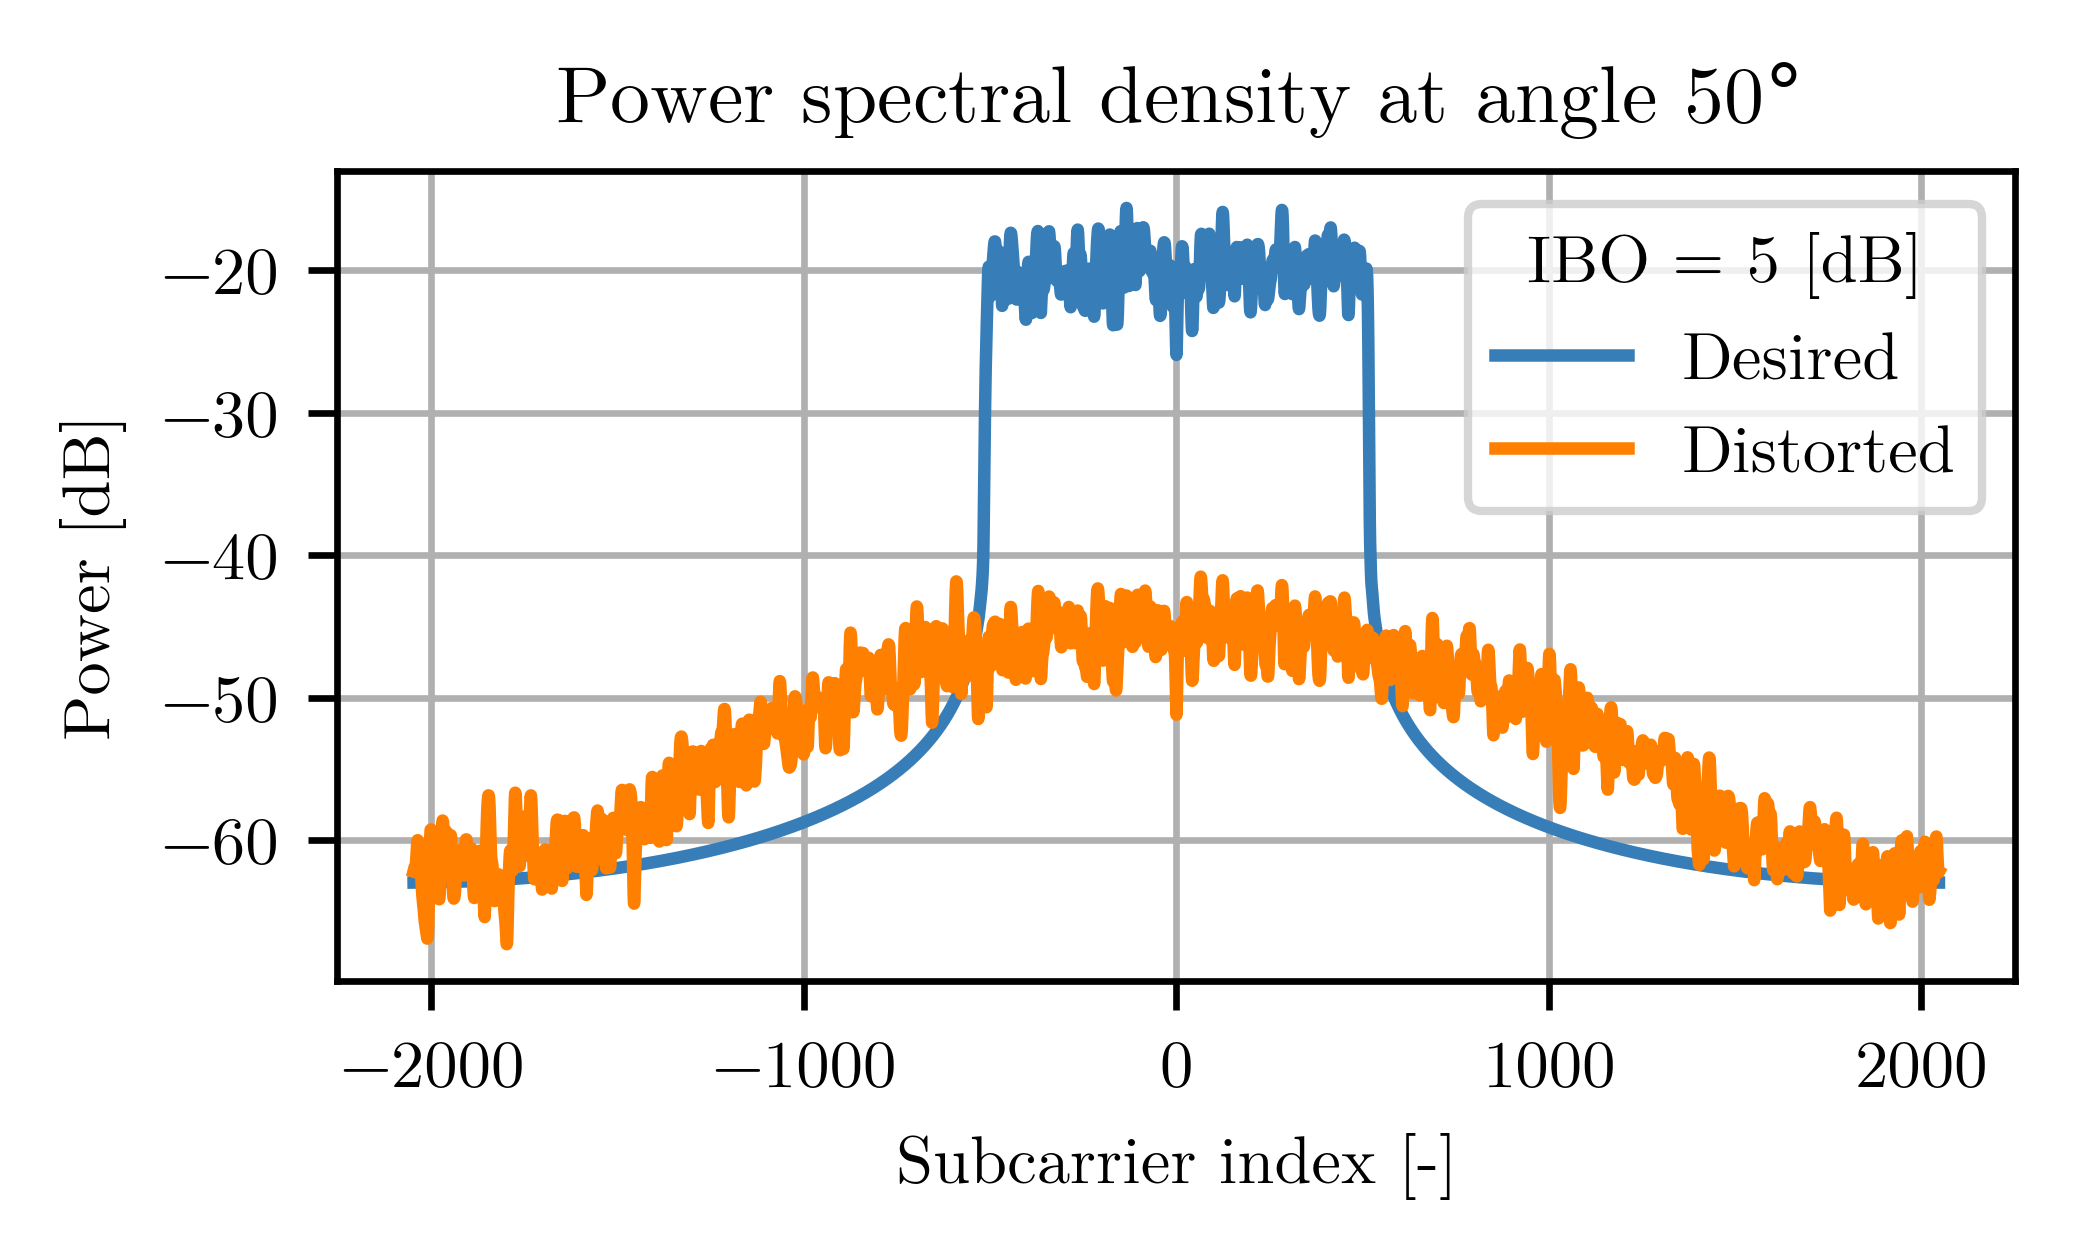 Power spectral density at angle 50°
IBO = 5 [dB]
Desired
Distorted
Power [dB]
−20
−30
−40
−50
−60
−2000
−1000
0
1000
2000
Subcarrier index [-]